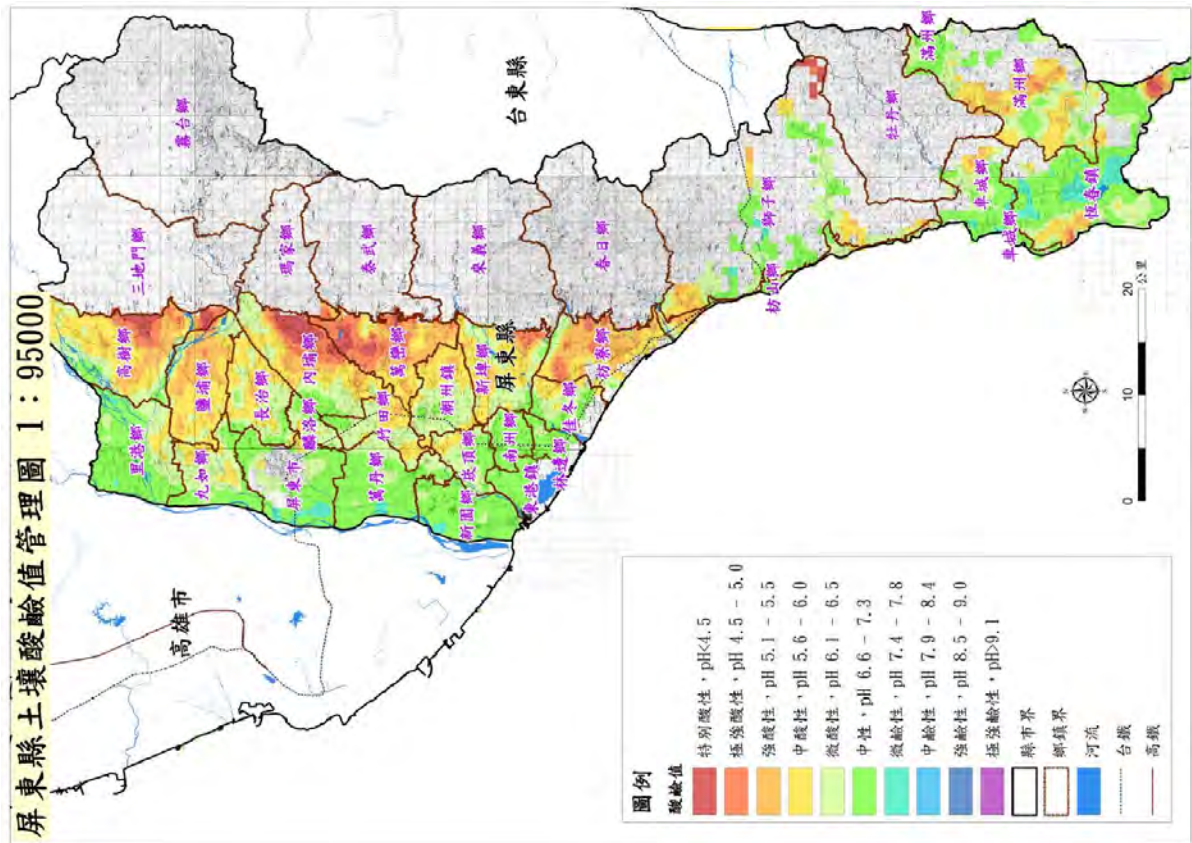 屏東縣土壤酸鹼值管理圖 1：95000
霧台鄉
三地門鄉
瑪家鄉
泰武鄉
來義鄉
春日鄉
獅子鄉
牡丹鄉
滿州鄉
滿州鄉
台東縣
高樹鄉
鹽埔鄉
長治鄉
內埔鄉
萬巒鄉
新埤鄉
屏東縣
枋寮鄉
枋山鄉
車城鄉
車城鄉
恆春鎮
里港鄉
九如鄉
屏東市
麟洛鄉
竹田鄉
潮州鎮
萬丹鄉
崁頂鄉
南州鄉
佳冬鄉
新園鄉
東港鎮
林邊鄉
高雄市
0 10 20
公里
N
E
S
W
圖例
酸鹼值
特別酸性，pH<4.5
極強酸性，pH 4.5 - 5.0
強酸性，pH 5.1 - 5.5
中酸性，pH 5.6 - 6.0
微酸性，pH 6.1 - 6.5
中性，pH 6.6 - 7.3
微鹼性，pH 7.4 - 7.8
中鹼性，pH 7.9 - 8.4
強鹼性，pH 8.5 - 9.0
極強鹼性，pH>9.1
縣市界
鄉鎮界
河流
台鐵
高鐵